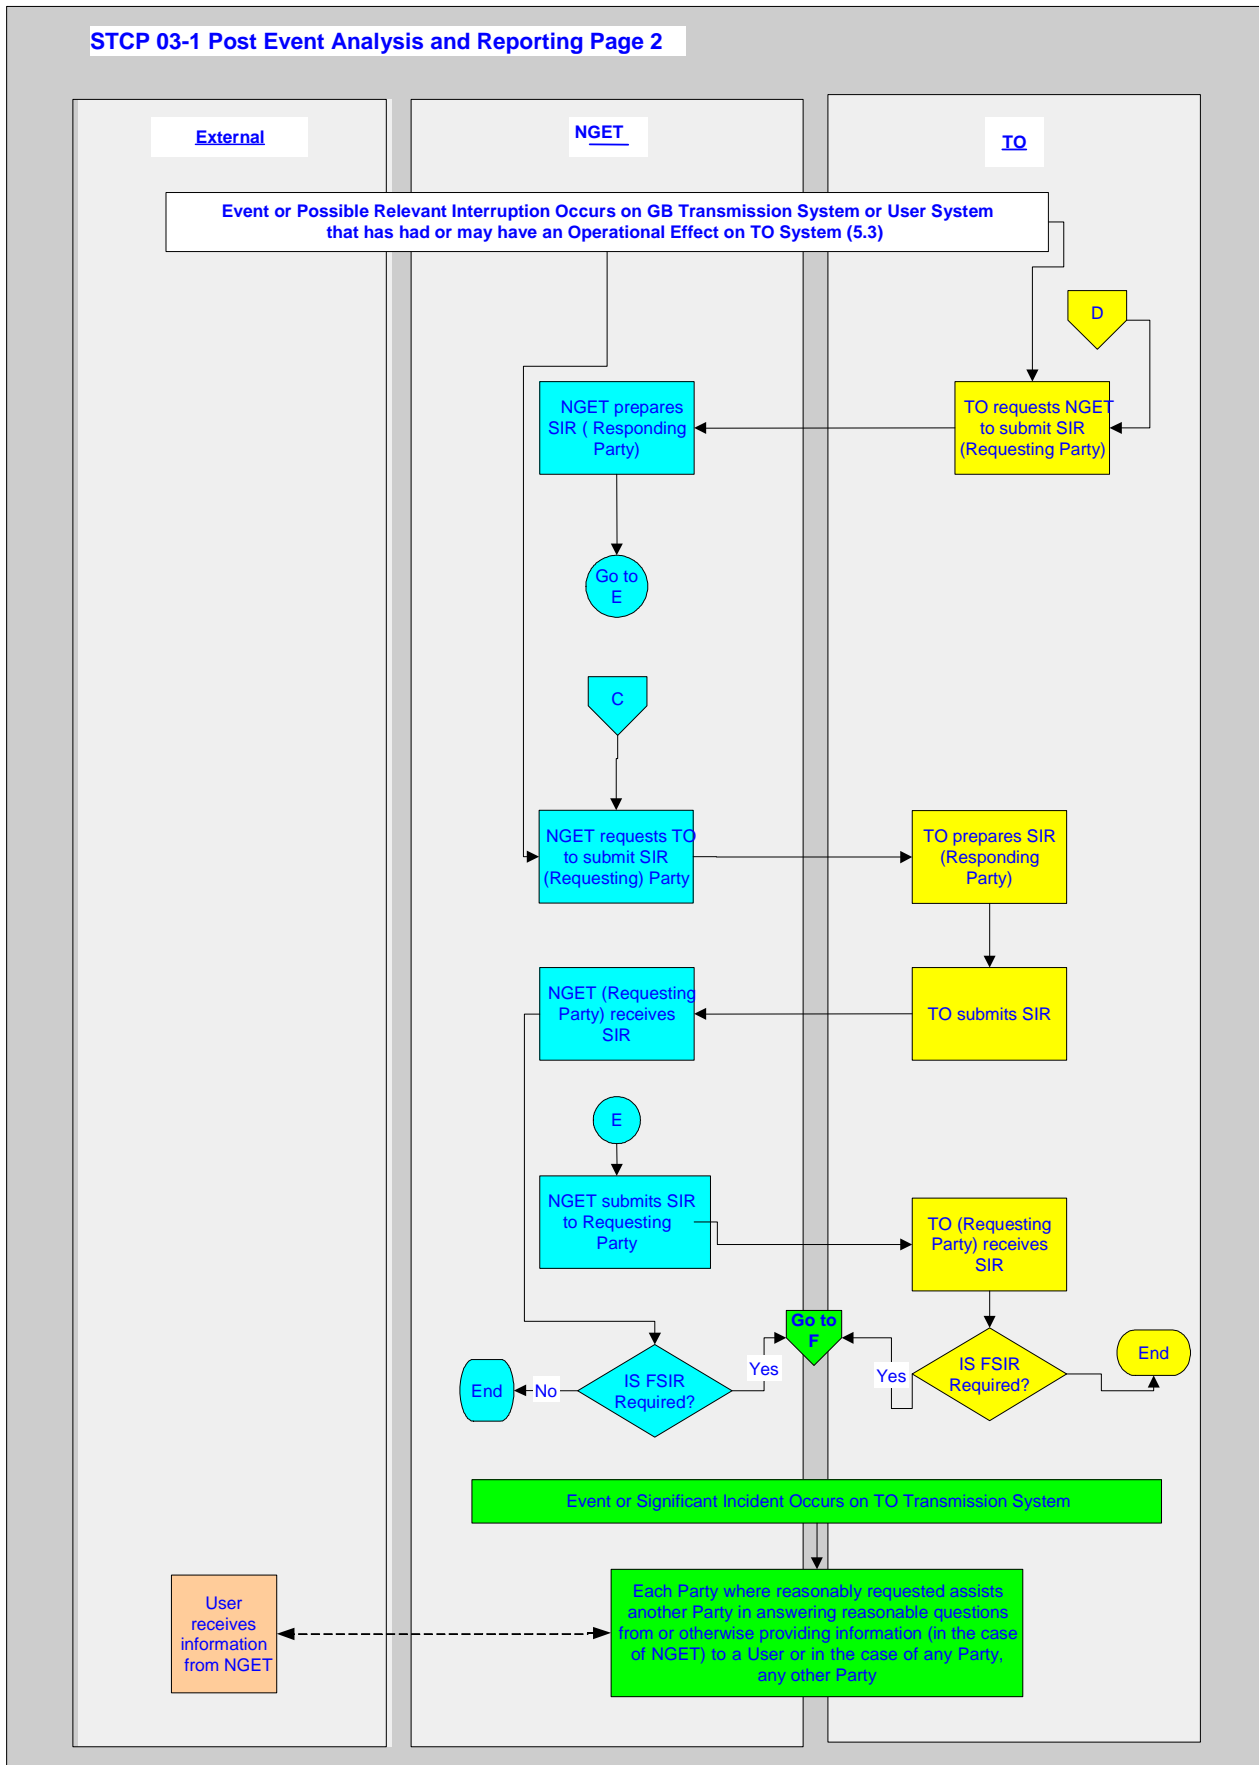 STCP 03-1 Post Event Analysis and Reporting Page 2
External
NGET
TO
Event or Possible Relevant Interruption Occurs on GB Transmission System or User System
that has had or may have an Operational Effect on TO System (5.3)
D
NGET prepares
SIR ( Responding
Party)
TO requests NGET
to submit SIR
(Requesting Party)
Go to
E
C
NGET requests TO
to submit SIR
(Requesting) Party
TO prepares SIR
(Responding
Party)
NGET (Requesting
Party) receives
SIR
TO submits SIR
E
NGET submits SIR
to Requesting
Party
TO (Requesting
Party) receives
SIR
Go to
F
End
No
IS FSIR
Required?
Yes
Yes
IS FSIR
Required?
End
Event or Significant Incident Occurs on TO Transmission System
User
receives
information
from NGET
Each Party where reasonably requested assists
another Party in answering reasonable questions
from or otherwise providing information (in the case
of NGET) to a User or in the case of any Party,
any other Party